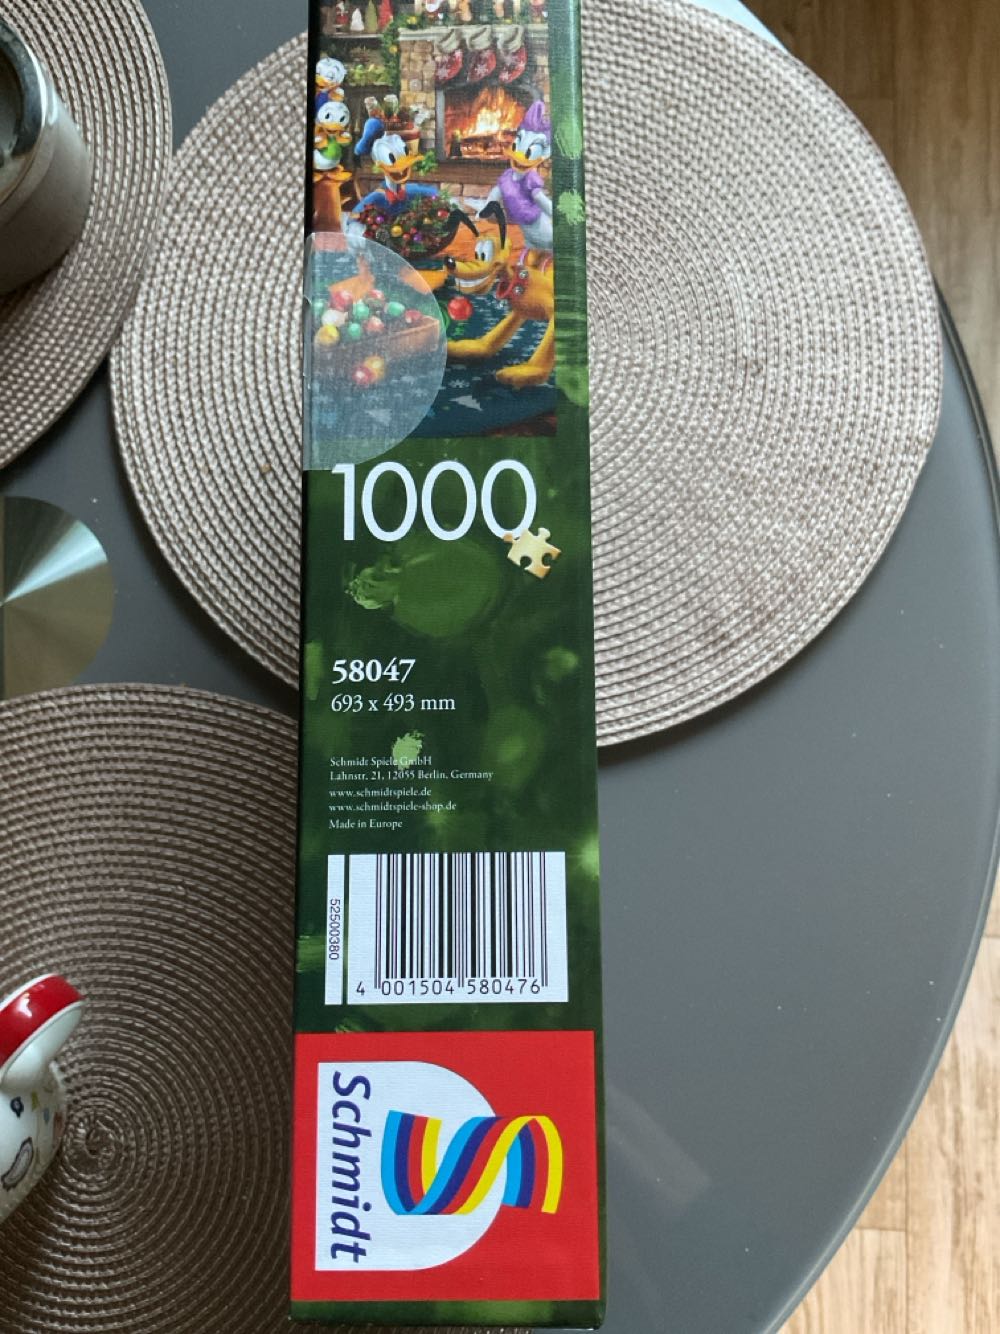 1000
58047
693 x 493 mm
Schmidt Spiele GmbH
Lahnstr. 21, 12055 Berlin, Germany
www.schmidtspiele.de
www.schmidtspiele-shop.de
Made in Europe
52500380
4 001504 580476
Schmidt